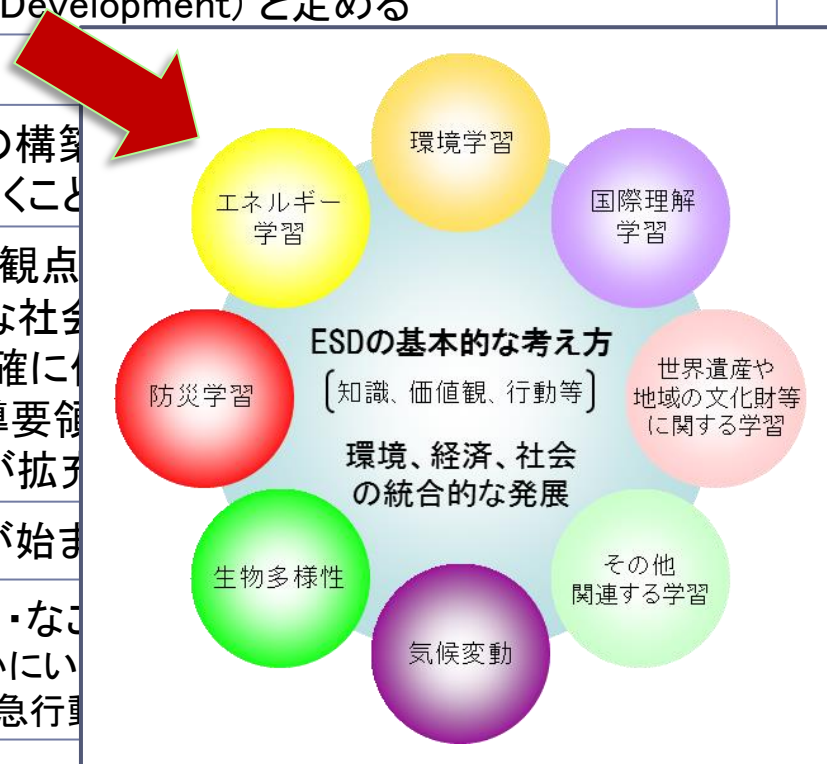 Development) と定める
の構築
くこと
観点
な社会
確に
要領
が拡充
が始ま
・なご
いにい
急行動
環境学習
エネルギー
学習
国際理解
学習
ESDの基本的な考え方
[知識、価値観、行動等]
環境、経済、社会
の統合的な発展
防災学習
世界遺産や
地域の文化財等
に関する学習
生物多様性
その他
関連する学習
気候変動